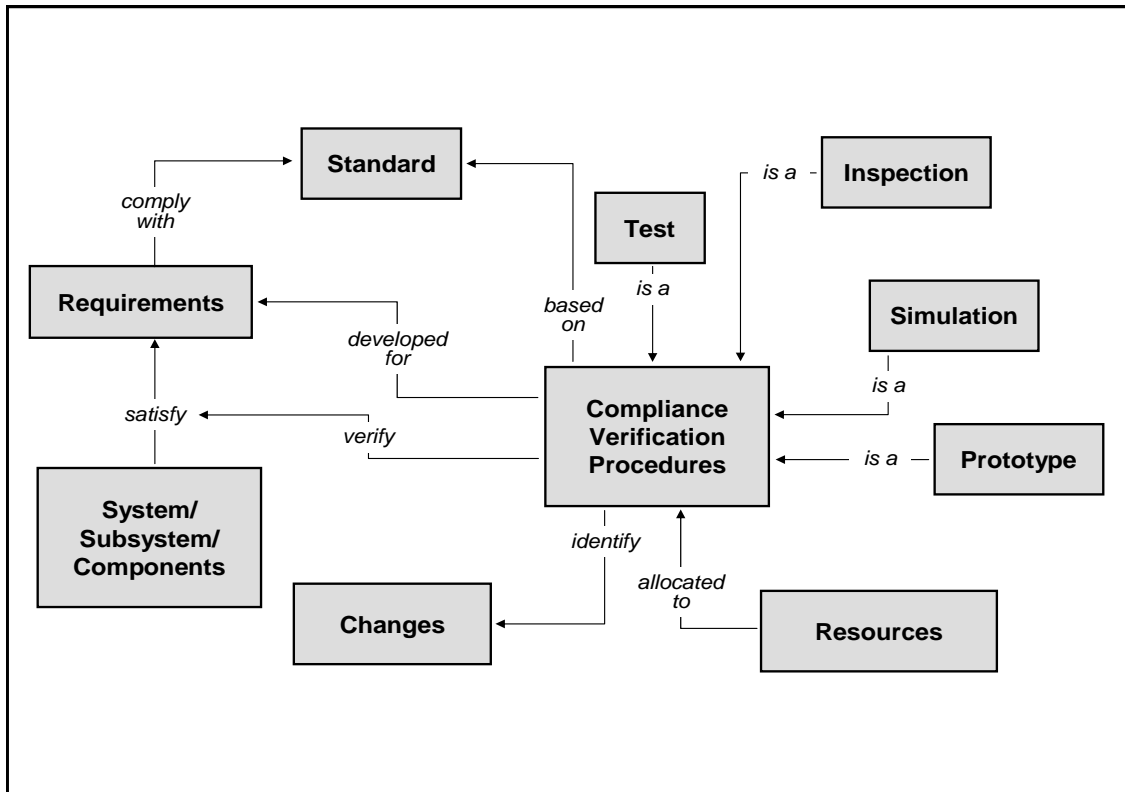 Standard
Inspection
is a
comply
with
Test
Requirements
is a
based
on
Simulation
developed
for
is a
satisfy
verify
Compliance
Verification
Procedures
is a
Prototype
System/
Subsystem/
Components
identify
allocated
to
Changes
Resources